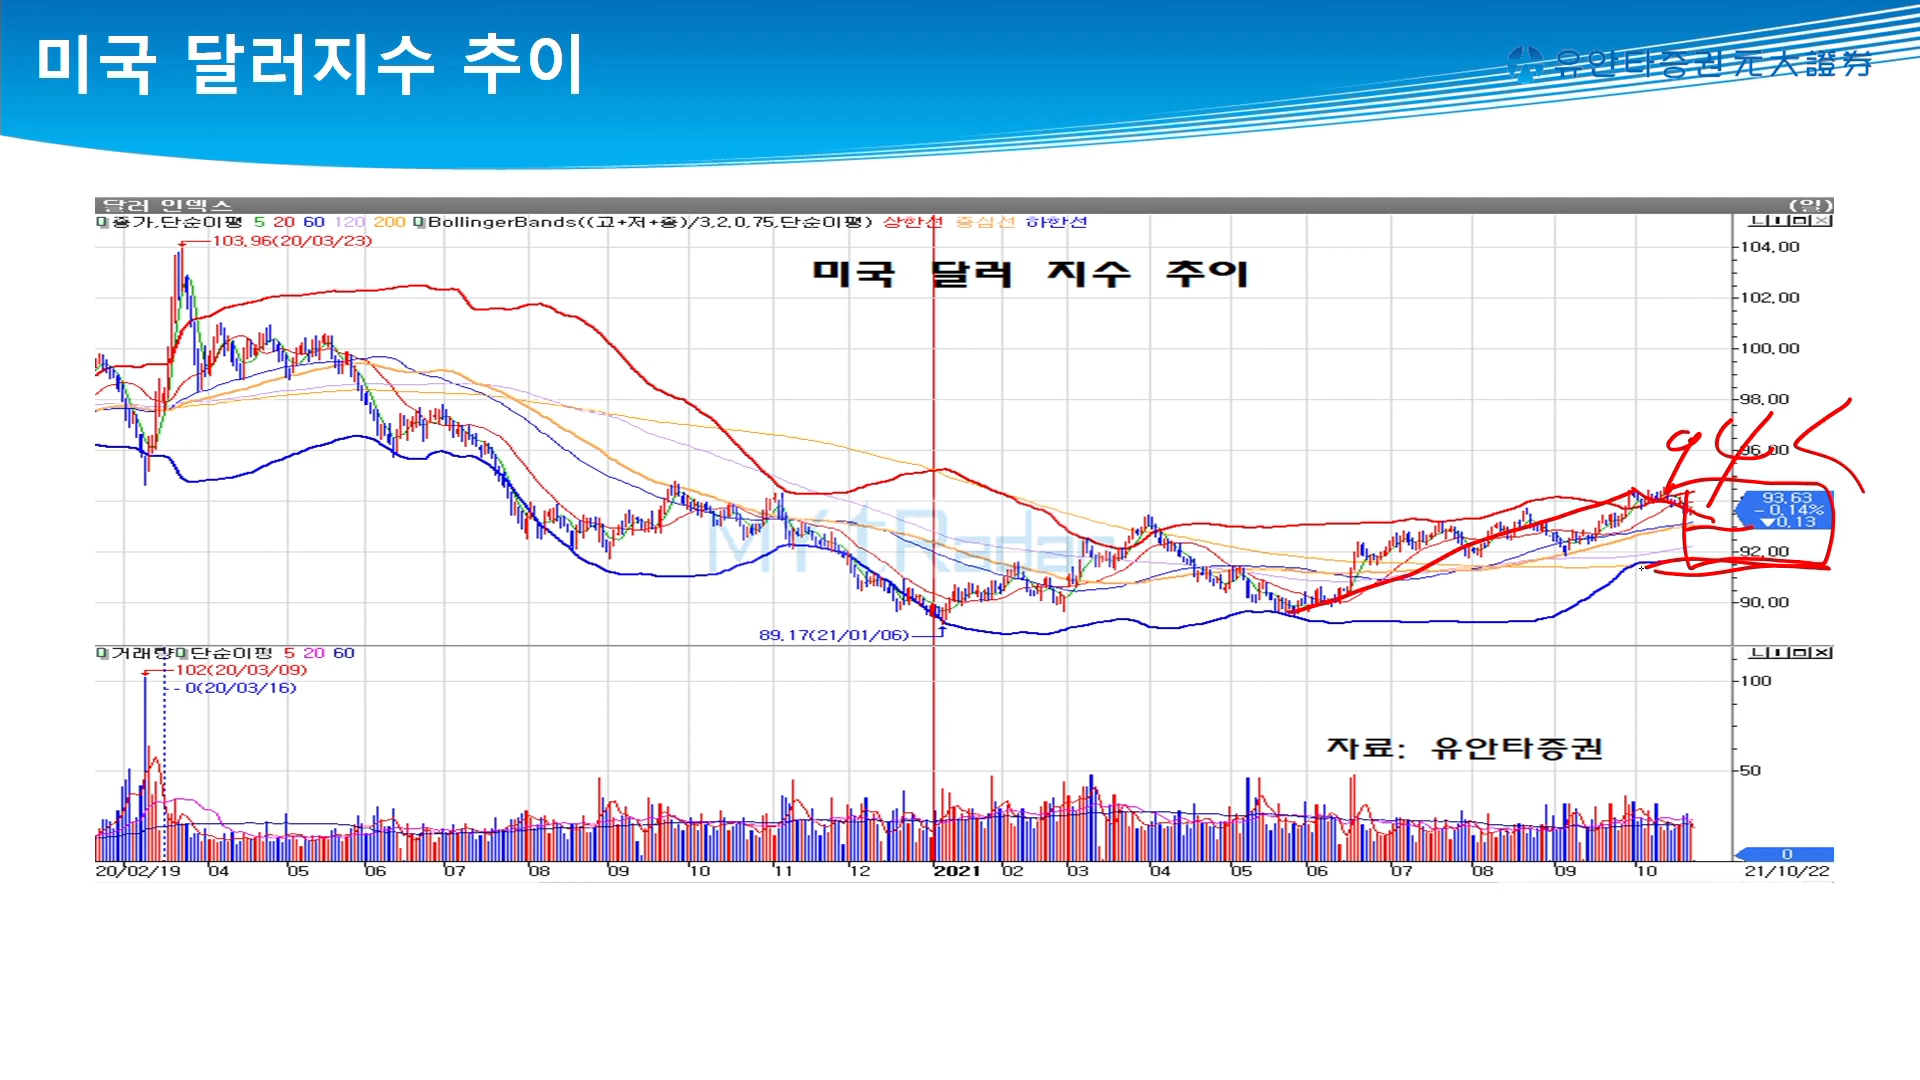 미국 달러지수 추이
유안타증권 元大證券
달러 인덱스 (일)
종가,단순이평 5 20 60 120 200 BollingerBands((고+저+종)/3,2,0,75,단순이평) 상한선 중심선 하한선
103,96(20/03/23)
미국 달러 지수 추이
104,00
102,00
100,00
98,00
96,00
945
93,63
- 0,14%
▼0,13
92,00
90,00
89,17(21/01/06)
거래량 단순이평 5 20 60
102(20/03/09)
- 0(20/03/16)
100
자료: 유안타증권
50
0
20/02/19 04 05 06 07 08 09 10 11 12 2021 02 03 04 05 06 07 08 09 10 21/10/22